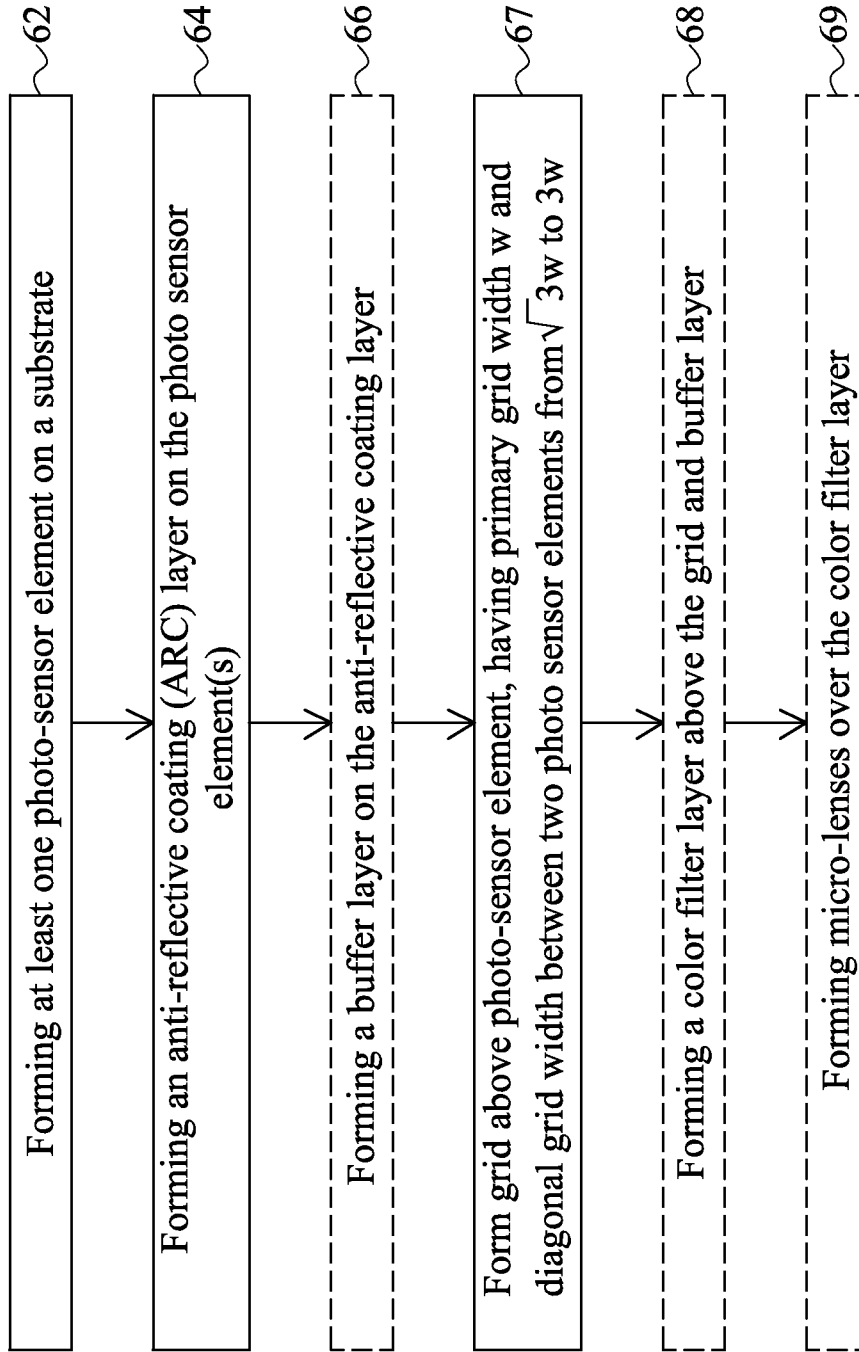 Forming at least one photo-sensor element on a substrate
62
Forming an anti-reflective coating (ARC) layer on the photo sensor
element(s)
64
Forming a buffer layer on the anti-reflective coating layer
66
Form grid above photo-sensor element, having primary grid width w and
diagonal grid width between two photo sensor elements from √ 3w to 3w
67
Forming a color filter layer above the grid and buffer layer
68
Forming micro-lenses over the color filter layer
69